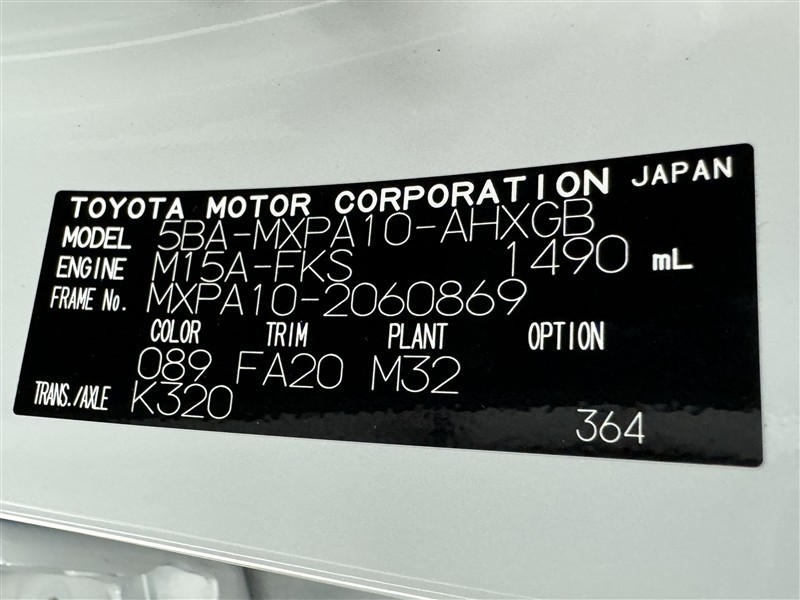 TOYOTA MOTOR CORPORATION JAPAN
MODEL 5BA-MXPA10-AHXGB
ENGINE M15A-FKS 1490 mL
FRAME No. MXPA10-2060869
COLOR TRIM PLANT OPTION
089 FA20 M32
TRANS./AXLE K320
364